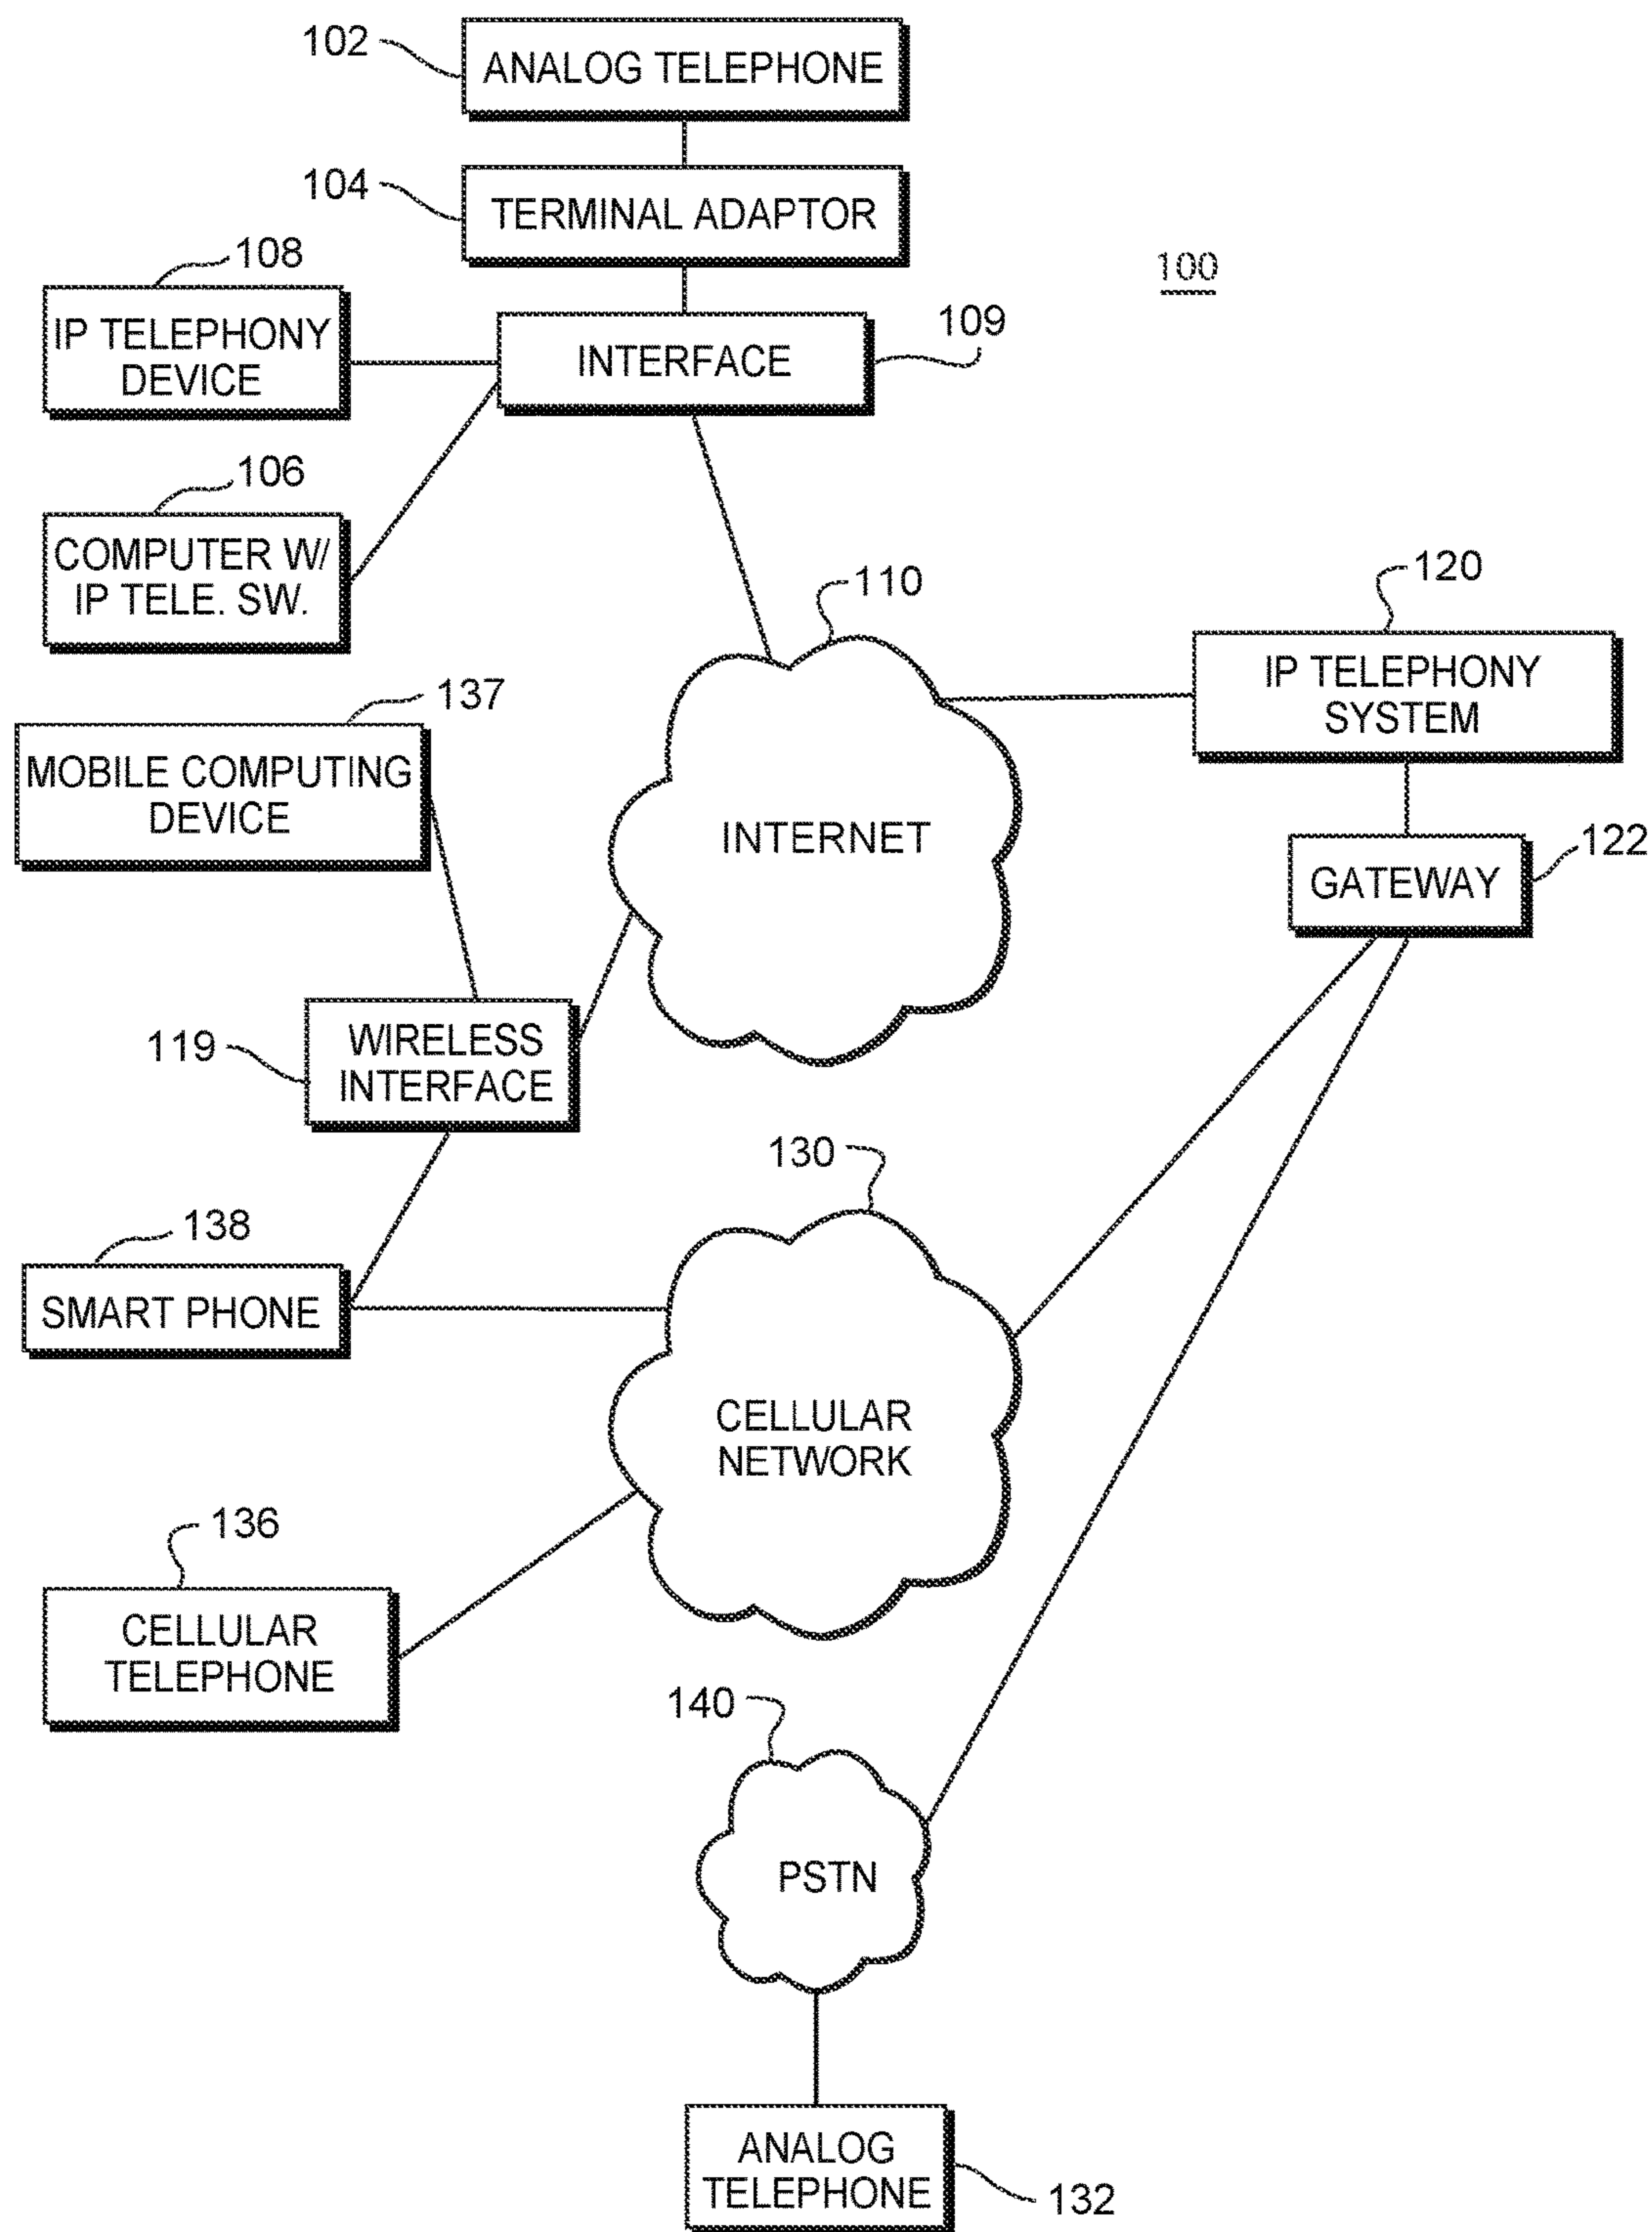 102
ANALOG TELEPHONE
104
TERMINAL ADAPTOR
108
IP TELEPHONY
DEVICE
100
109
INTERFACE
106
COMPUTER W/
IP TELE. SW.
110
120
IP TELEPHONY
SYSTEM
137
MOBILE COMPUTING
DEVICE
INTERNET
122
GATEWAY
119
WIRELESS
INTERFACE
130
138
SMART PHONE
CELLULAR
NETWORK
136
CELLULAR
TELEPHONE
140
PSTN
ANALOG
TELEPHONE
132